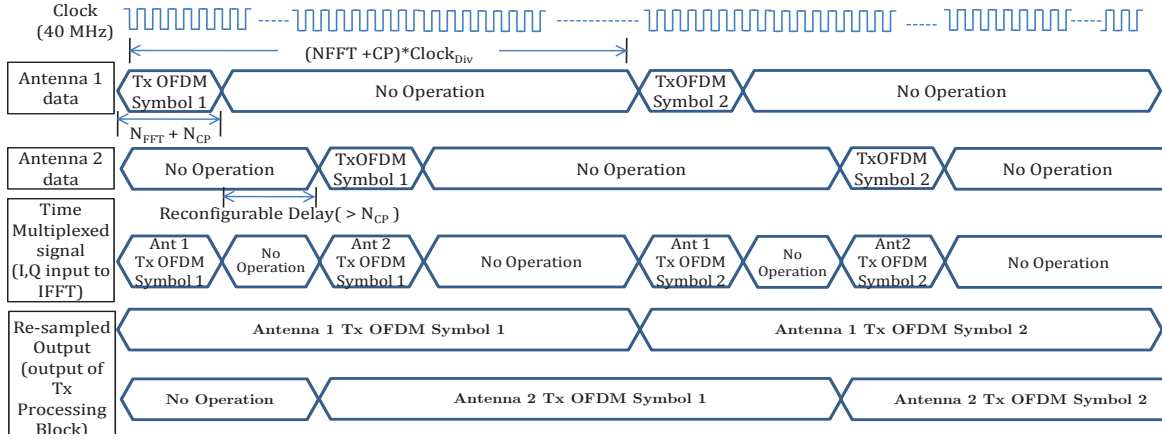 Clock
(40 MHz)
(NFFT +CP)*Clock_Div
Antenna 1
data
Tx OFDM
Symbol 1
No Operation
TxOFDM
Symbol 2
No Operation
N_FFT + N_CP
Antenna 2
data
No Operation
TxOFDM
Symbol 1
No Operation
TxOFDM
Symbol 2
No Operation
Reconfigurable Delay( > N_CP )
Time
Multiplexed
signal
(I,Q input to
IFFT)
Ant 1
Tx OFDM
Symbol 1
No
Operation
Ant 2
Tx OFDM
Symbol 1
No Operation
Ant 1
Tx OFDM
Symbol 2
No
Operation
Ant2
Tx OFDM
Symbol 2
No Operation
Re-sampled
Output
(output of
Tx
Processing
Block)
Antenna 1 Tx OFDM Symbol 1
Antenna 1 Tx OFDM Symbol 2
No Operation
Antenna 2 Tx OFDM Symbol 1
Antenna 2 Tx OFDM Symbol 2